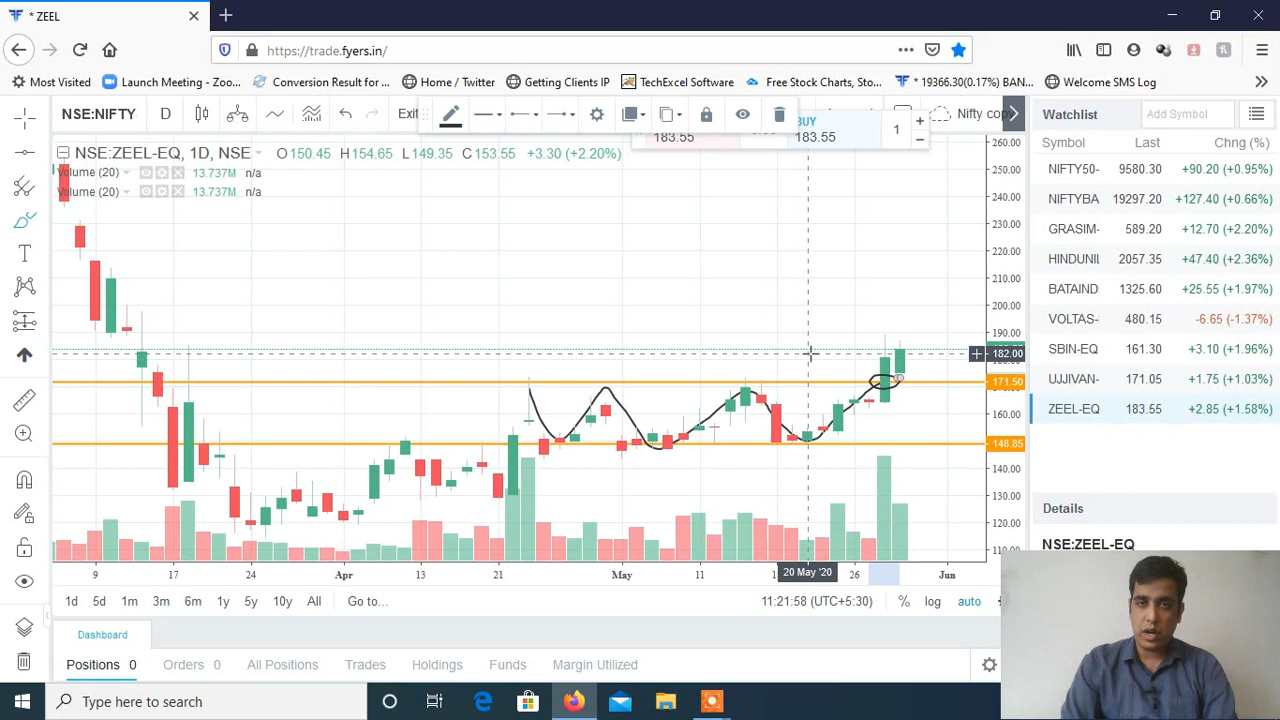 * ZEEL
https://trade.fyers.in/
Most Visited
Launch Meeting - Zoo...
Conversion Result for ...
Home / Twitter
Getting Clients IP
TechExcel Software
Free Stock Charts, Sto...
* 19366.30(0.17%) BAN...
Welcome SMS Log
NSE:NIFTY
D
Exit
Nifty cop
183.55
BUY
183.55
1
Watchlist
Add Symbol
Symbol Last Chng (%)
NIFTY50- 9580.30 +90.20 (+0.95%)
NIFTYBA 19297.20 +127.40 (+0.66%)
GRASIM- 589.20 +12.70 (+2.20%)
HINDUNIL 2057.35 +47.40 (+2.36%)
BATAIND 1325.60 +25.55 (+1.97%)
VOLTAS- 480.15 -6.65 (-1.37%)
SBIN-EQ 161.30 +3.10 (+1.96%)
UJJIVAN- 171.05 +1.75 (+1.03%)
ZEEL-EQ 183.55 +2.85 (+1.58%)
Details
NSE:ZEEL-EQ
NSE:ZEEL-EQ, 1D, NSE O150.45 H154.65 L149.35 C153.55 +3.30 (+2.20%)
Volume (20) 13.737M n/a
Volume (20) 13.737M n/a
260.00
250.00
240.00
230.00
220.00
210.00
200.00
190.00
182.00
171.50
160.00
148.85
140.00
130.00
120.00
110.00
9 17 24 Apr 13 21 May 11 20 May '20 26 Jun
1d 5d 1m 3m 6m 1y 5y 10y All Go to... 11:21:58 (UTC+5:30) % log auto
Dashboard
Positions 0 Orders 0 All Positions Trades Holdings Funds Margin Utilized
Type here to search